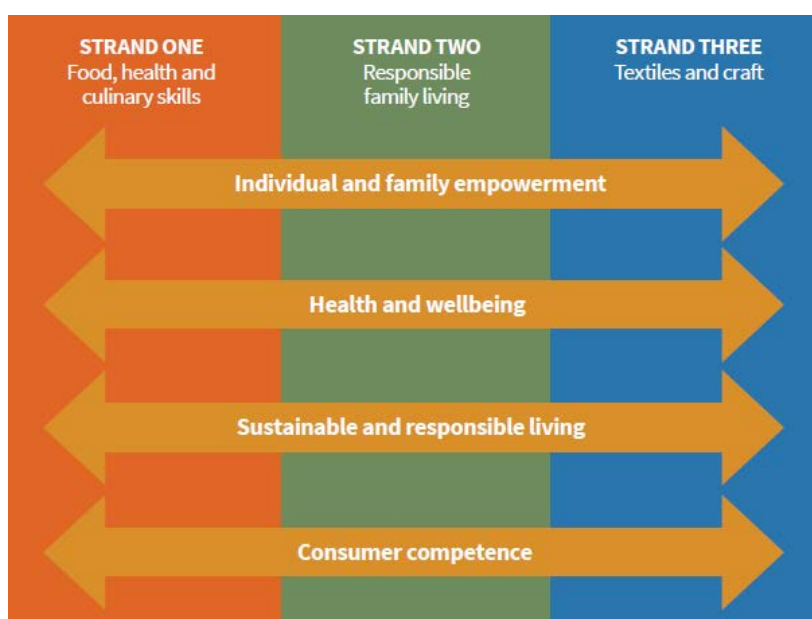 STRAND ONE
Food, health and
culinary skills
STRAND TWO
Responsible
family living
STRAND THREE
Textiles and craft
Individual and family empowerment
Health and wellbeing
Sustainable and responsible living
Consumer competence